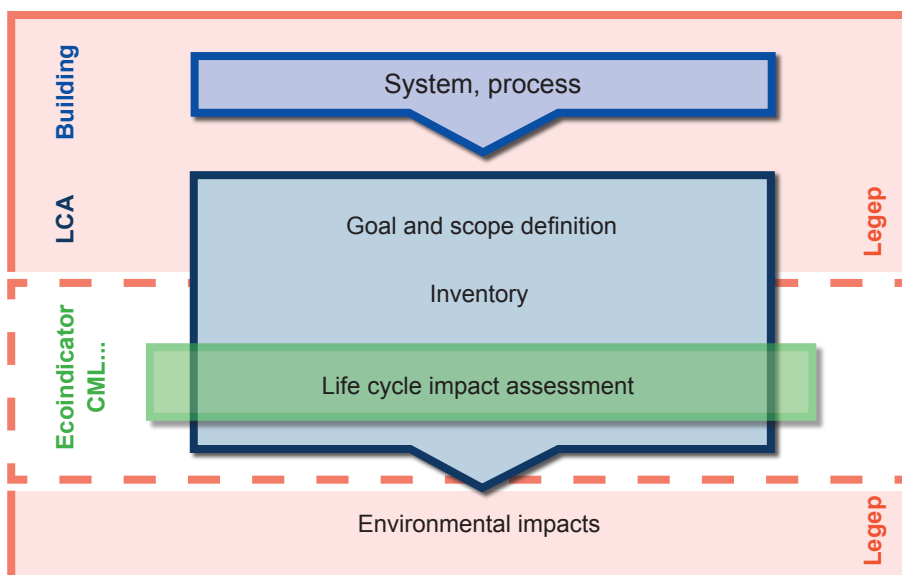 Building
System, process
LCA
Goal and scope definition
Legep
Inventory
Ecoindicator
CML...
Life cycle impact assessment
Environmental impacts
Legep